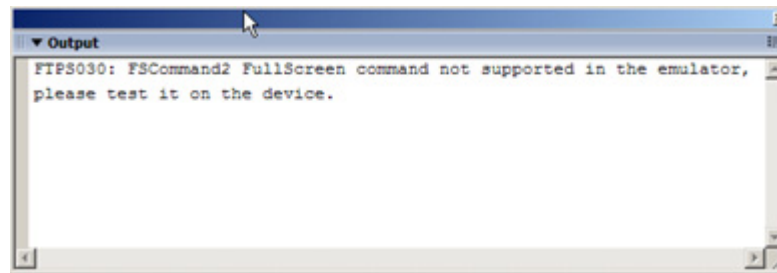 Output
FTPS030: FSCommand2 FullScreen command not supported in the emulator,
please test it on the device.